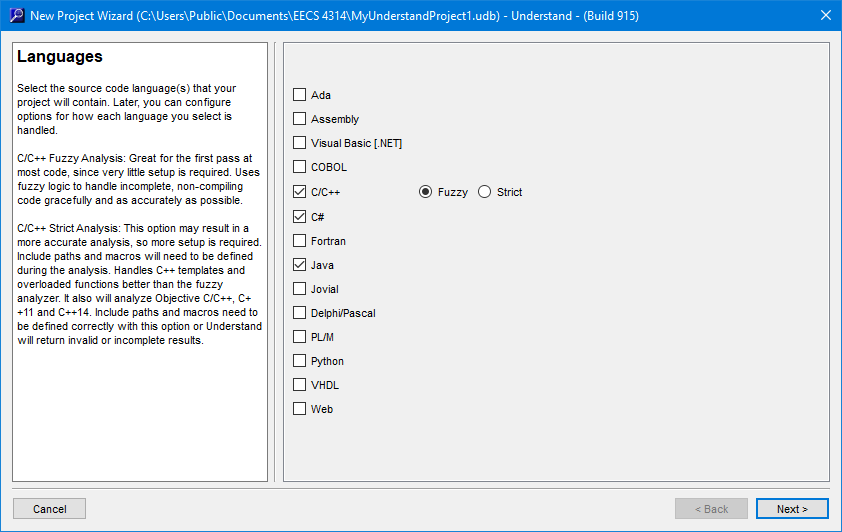 New Project Wizard (C:\Users\Public\Documents\EECS 4314\MyUnderstandProject1.udb) - Understand - (Build 915)
Languages
Select the source code language(s) that your
project will contain. Later, you can configure
options for how each language you select is
handled.
C/C++ Fuzzy Analysis: Great for the first pass at
most code, since very little setup is required. Uses
fuzzy logic to handle incomplete, non-compiling
code gracefully and as accurately as possible.
C/C++ Strict Analysis: This option may result in a
more accurate analysis, so more setup is required.
Include paths and macros will need to be defined
during the analysis. Handles C++ templates and
overloaded functions better than the fuzzy
analyzer. It also will analyze Objective C/C++, C+
+11 and C++14. Include paths and macros need to
be defined correctly with this option or Understand
will return invalid or incomplete results.
Ada
Assembly
Visual Basic [.NET]
COBOL
C/C++ Fuzzy Strict
C#
Fortran
Java
Jovial
Delphi/Pascal
PL/M
Python
VHDL
Web
Cancel < Back Next >